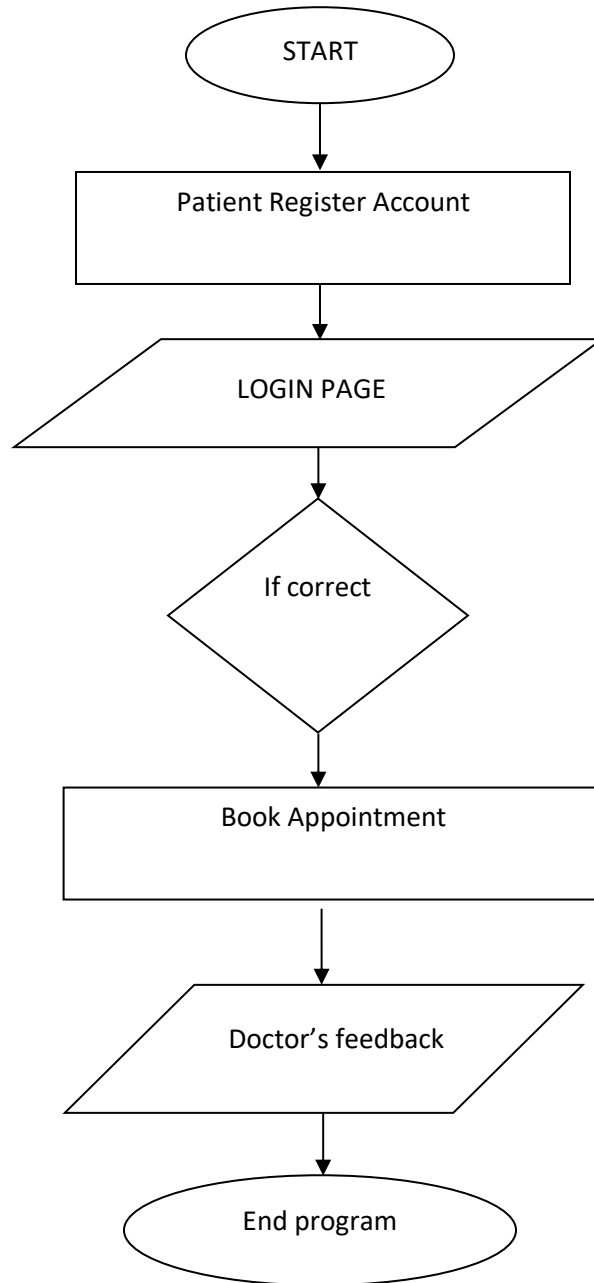 START
Patient Register Account
LOGIN PAGE
If correct
Book Appointment
Doctor’s feedback
End program